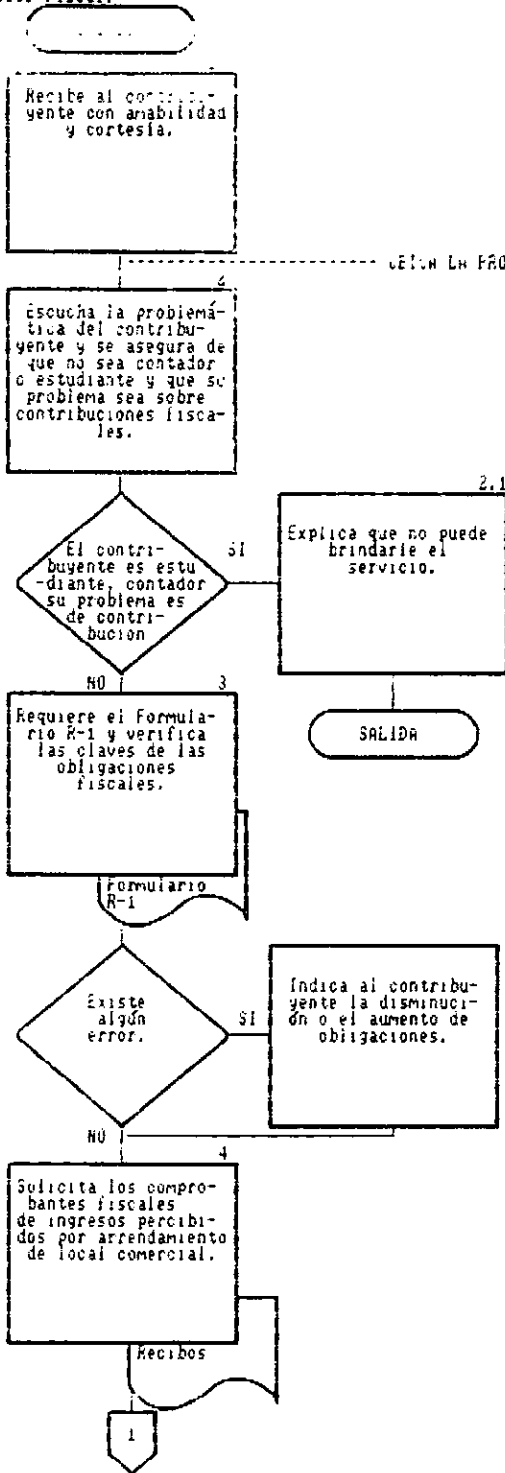 Recibe al
yente con amabilidad
y cortesía.
LA PRO
2
Escucha la problemá-
tica del contribu-
yente y se asegura de
que no sea contador
o estudiante y que su
problema sea sobre
contribuciones fisca-
les.
El contri-
buyente es estu
-diante, contador
su problema es
de contri-
bución
SI
2.1
Explica que no puede
brindarle el
servicio.
SALIDA
NO
3
Requiere el Formula-
rio R-1 y verifica
las claves de las
obligaciones
fiscales.
Formulario
R-1
Existe
algún
error.
SI
Indica al contribu-
yente la disminuci-
ón o el aumento de
obligaciones.
NO
4
Solicita los compro-
bantes fiscales
de ingresos percibi-
dos por arrendamiento
de local comercial.
Recibos
1